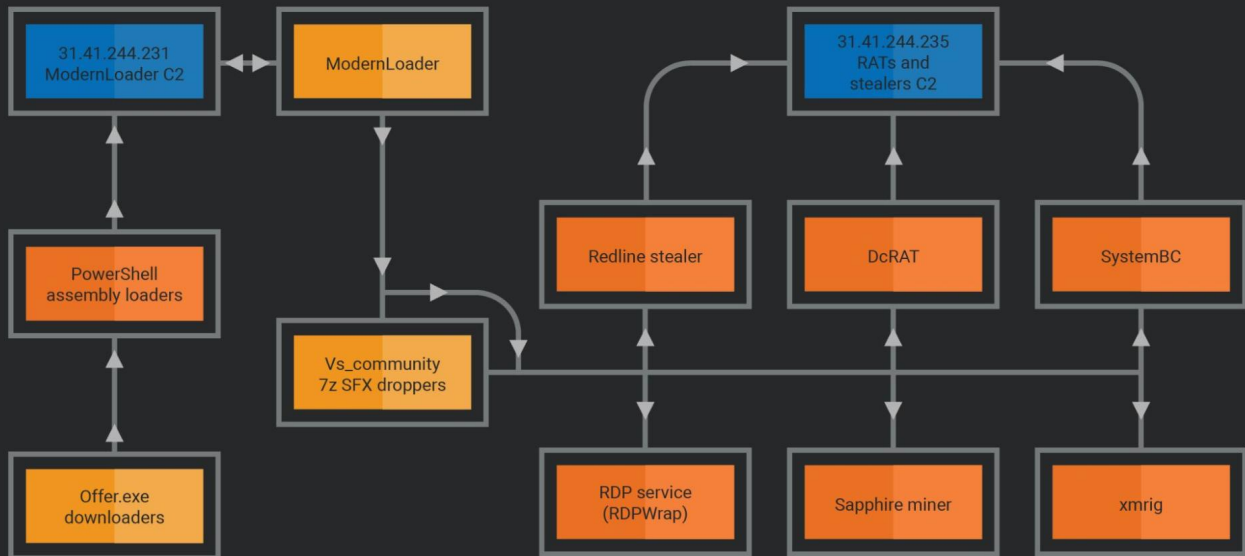 31.41.244.231
ModernLoader C2
ModernLoader
31.41.244.235
RATs and
stealers C2
PowerShell
assembly loaders
Redline stealer
DcRAT
SystemBC
Vs_community
7z SFX droppers
Offer.exe
downloaders
RDP service
(RDPWrap)
Sapphire miner
xmrig